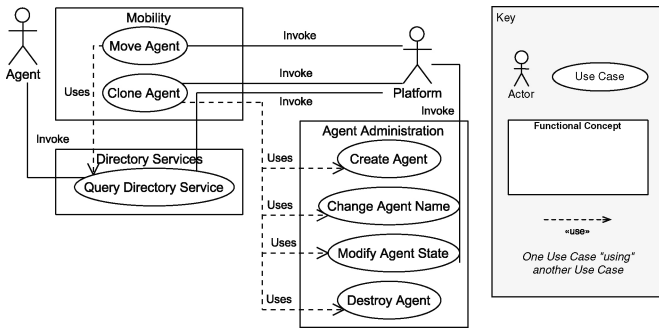 Mobility
Move Agent
Invoke
Agent
Uses
Clone Agent
Invoke
Invoke
Platform
Invoke
Invoke
Directory Services
Query Directory Service
Agent Administration
Uses
Create Agent
Uses
Change Agent Name
Uses
Modify Agent State
Uses
Destroy Agent
Key
Actor
Use Case
Functional Concept
«use»
One Use Case "using"
another Use Case